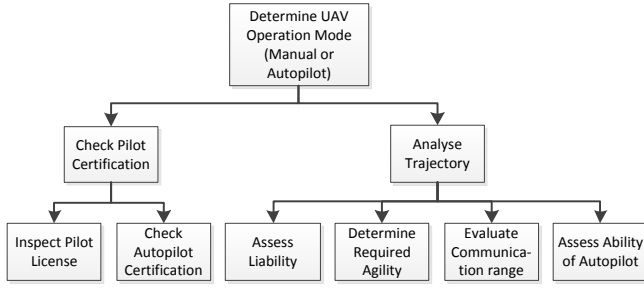 Determine UAV
Operation Mode
(Manual or
Autopilot)
Check Pilot
Certification
Analyse
Trajectory
Inspect Pilot
License
Check
Autopilot
Certification
Assess
Liability
Determine
Required
Agility
Evaluate
Communica-
tion range
Assess Ability
of Autopilot